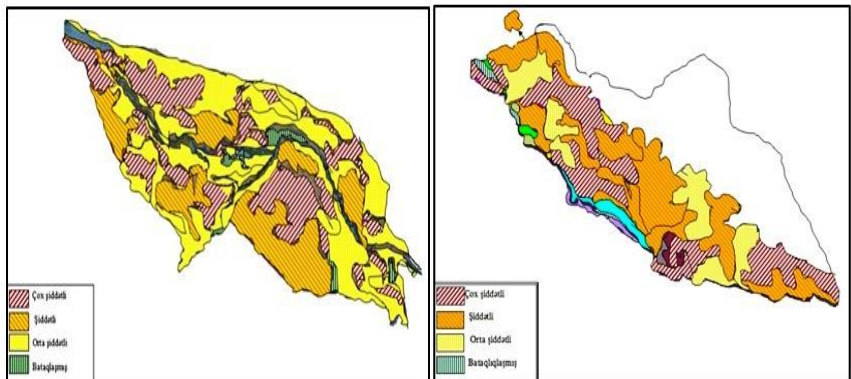 Çox şiddətli
Şiddətli
Orta şiddətli
Bataqlaşmış
Çox şiddətli
Şiddətli
Orta şiddətli
Bataqlıqlaşmış